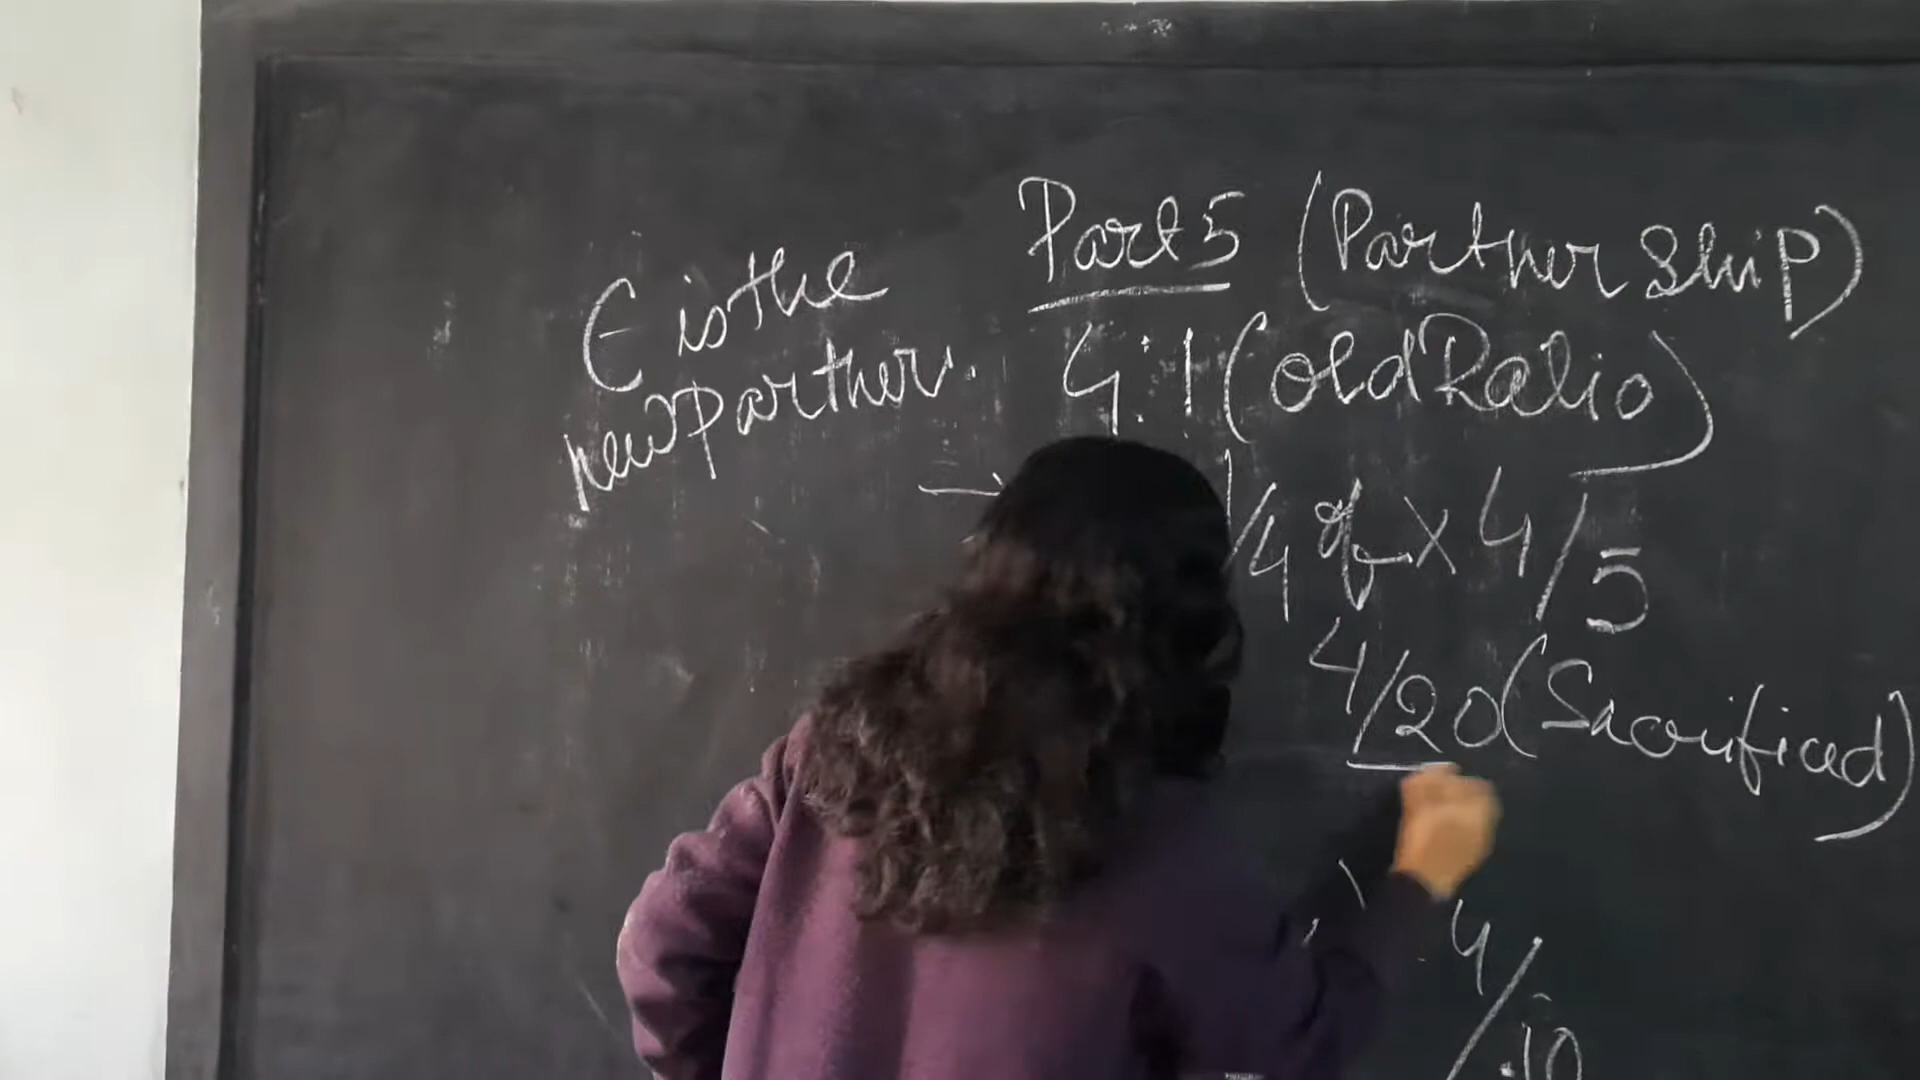 Part 5 (Partnership)
C is the
new Partner.
4:1 (old Ratio)
→ 1/4 of x 4/5
4/20 (Sacrificed)
4/10